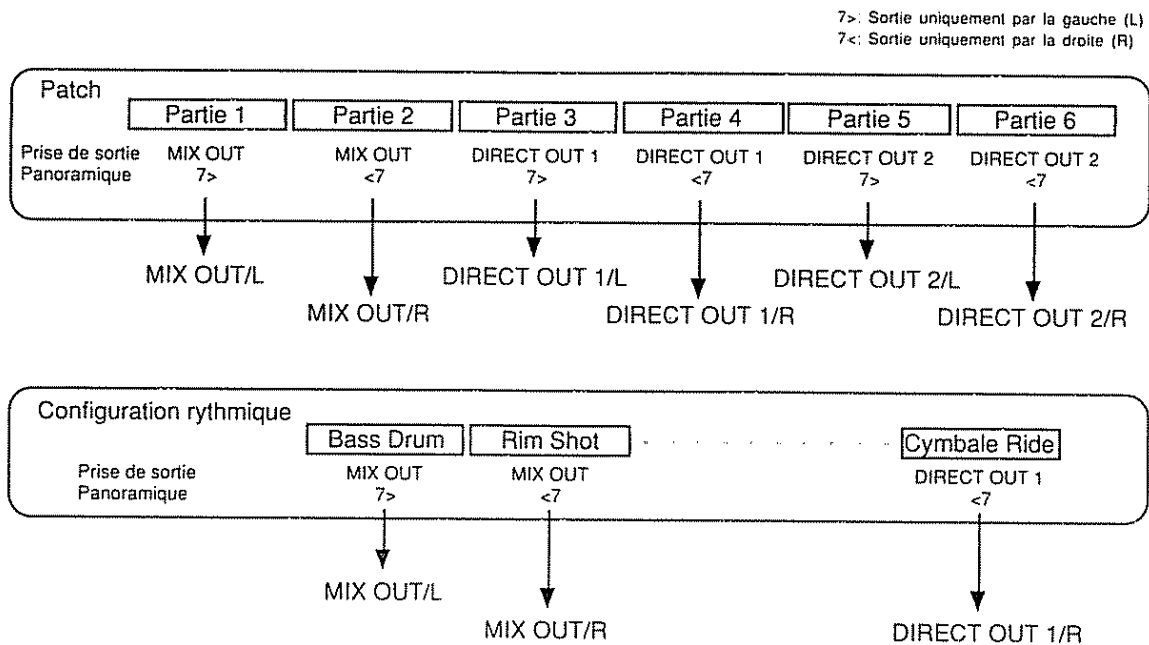 7>: Sortie uniquement par la gauche (L)
7<: Sortie uniquement par la droite (R)
Patch
Partie 1 Partie 2 Partie 3 Partie 4 Partie 5 Partie 6
Prise de sortie MIX OUT MIX OUT DIRECT OUT 1 DIRECT OUT 1 DIRECT OUT 2 DIRECT OUT 2
Panoramique 7> <7 7> <7 7> <7
MIX OUT/L DIRECT OUT 1/L DIRECT OUT 2/L
MIX OUT/R DIRECT OUT 1/R DIRECT OUT 2/R
Configuration rythmique
Bass Drum Rim Shot Cymbale Ride
Prise de sortie MIX OUT MIX OUT DIRECT OUT 1
Panoramique 7> <7 <7
MIX OUT/L
MIX OUT/R DIRECT OUT 1/R